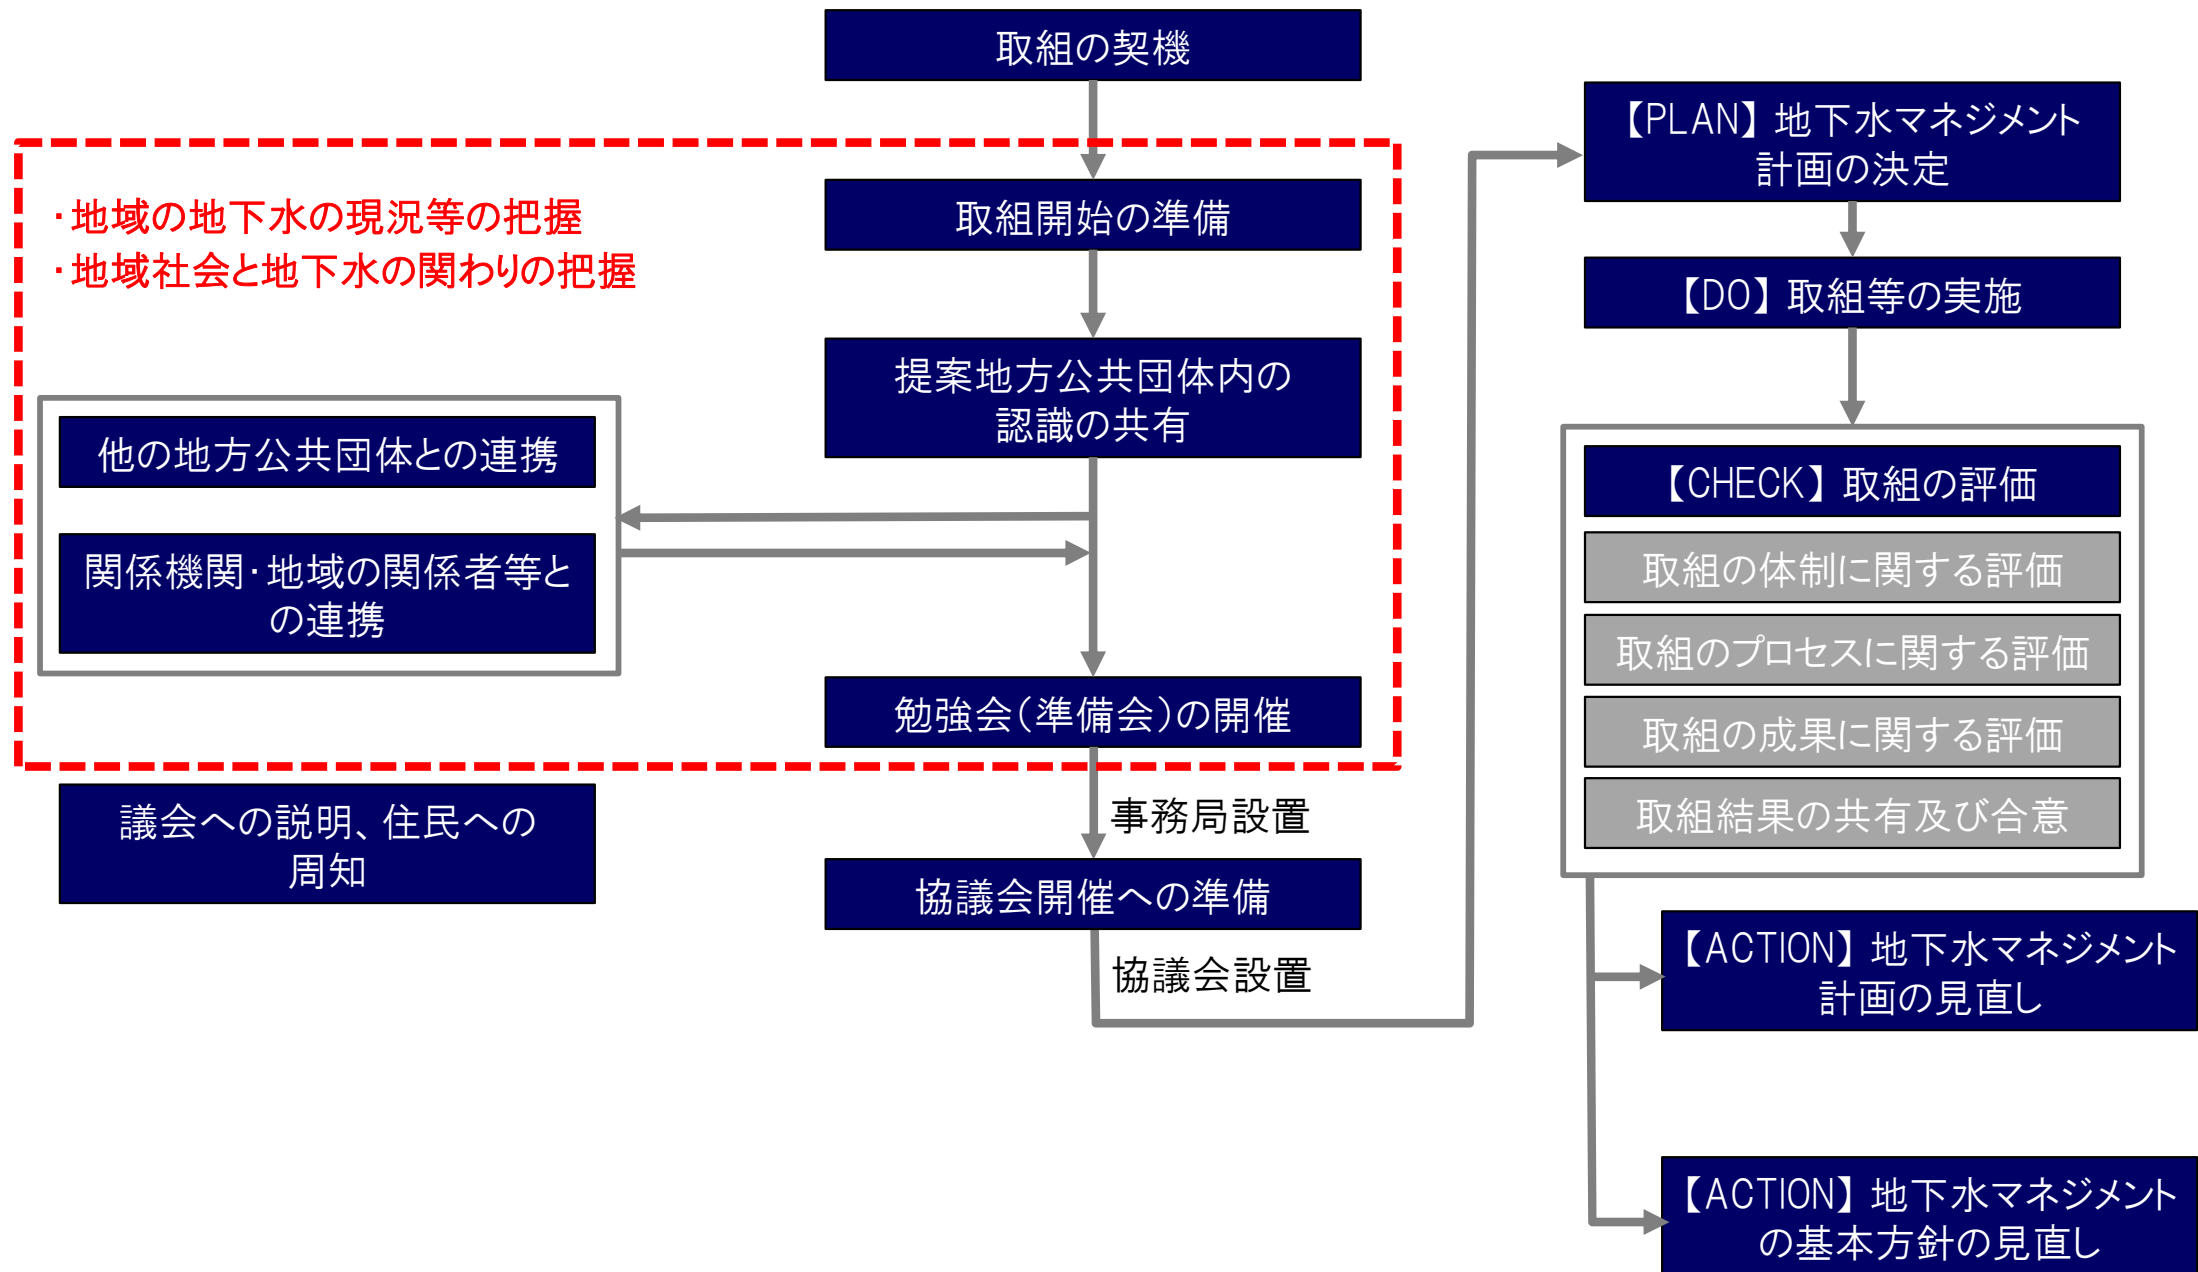 取組の契機
・地域の地下水の現況等の把握
・地域社会と地下水の関わりの把握
取組開始の準備
提案地方公共団体内の
認識の共有
他の地方公共団体との連携
関係機関・地域の関係者等と
の連携
勉強会(準備会)の開催
事務局設置
議会への説明、住民への
周知
協議会開催への準備
協議会設置
【PLAN】地下水マネジメント
計画の決定
【DO】取組等の実施
【CHECK】取組の評価
取組の体制に関する評価
取組のプロセスに関する評価
取組の成果に関する評価
取組結果の共有及び合意
【ACTION】地下水マネジメント
計画の見直し
【ACTION】地下水マネジメント
の基本方針の見直し